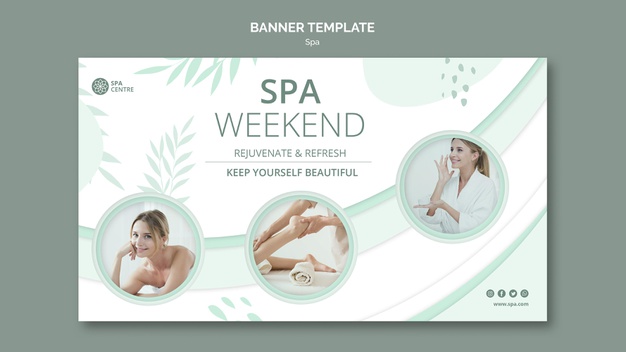 BANNER TEMPLATE
Spa
SPA
CENTRE
SPA
WEEKEND
REJUVENATE & REFRESH
KEEP YOURSELF BEAUTIFUL
www.spa.com